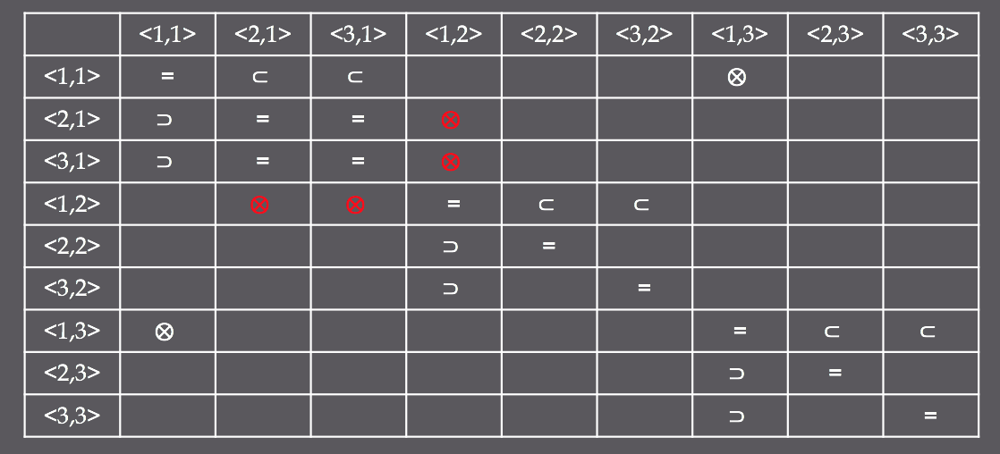 <1,1> <2,1> <3,1> <1,2> <2,2> <3,2> <1,3> <2,3> <3,3>
<1,1> = ⊂ ⊂ ⊗
<2,1> ⊃ = = ⊗
<3,1> ⊃ = = ⊗
<1,2> ⊗ ⊗ = ⊂ ⊂
<2,2> ⊃ =
<3,2> ⊃ =
<1,3> ⊗ = ⊂ ⊂
<2,3> ⊃ =
<3,3> ⊃ =